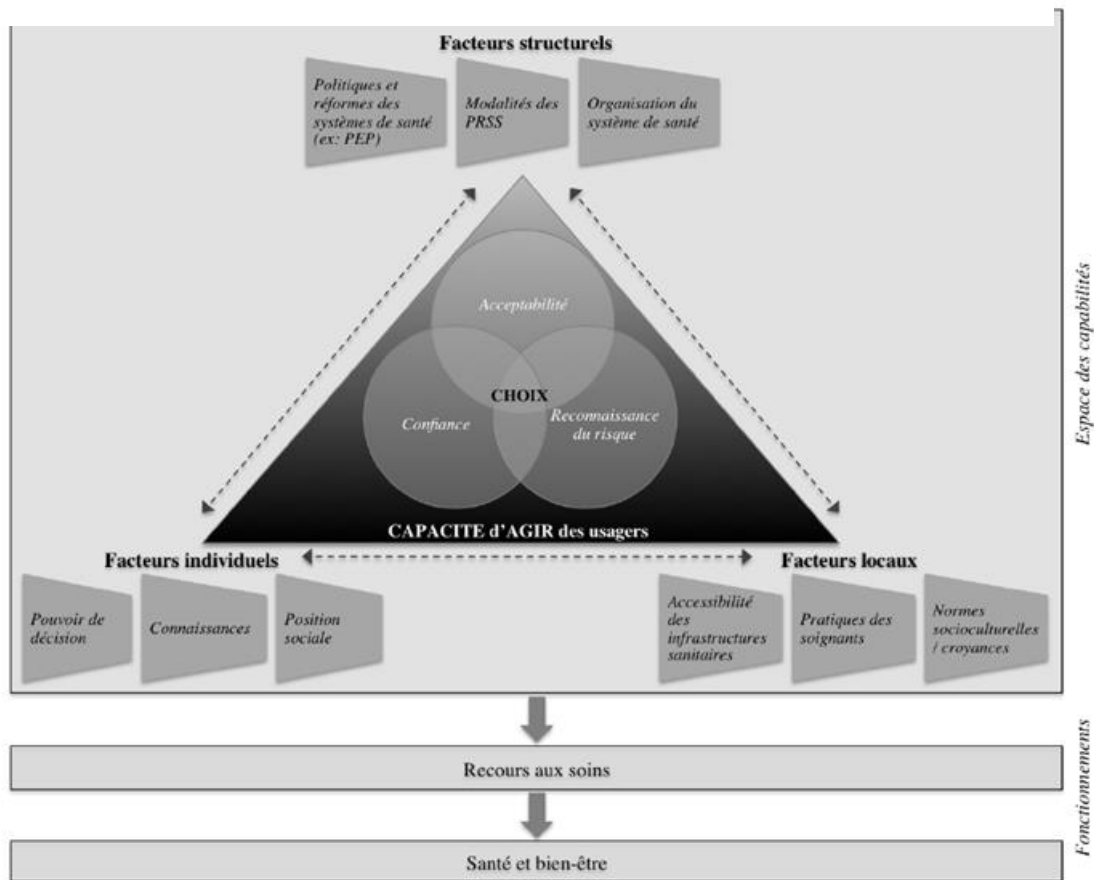 Facteurs structurels
Politiques et
réformes des
systèmes de santé
(ex: PEP)
Modalités des
PRSS
Organisation du
système de santé
Acceptabilité
CHOIX
Confiance
Reconnaissance
du risque
CAPACITE d'AGIR des usagers
Facteurs individuels
Pouvoir de
décision
Connaissances
Position
sociale
Facteurs locaux
Accessibilité
des
infrastructures
sanitaires
Pratiques des
soignants
Normes
socioculturelles
/ croyances
Espace des capabilités
Recours aux soins
Santé et bien-être
Fonctionnements